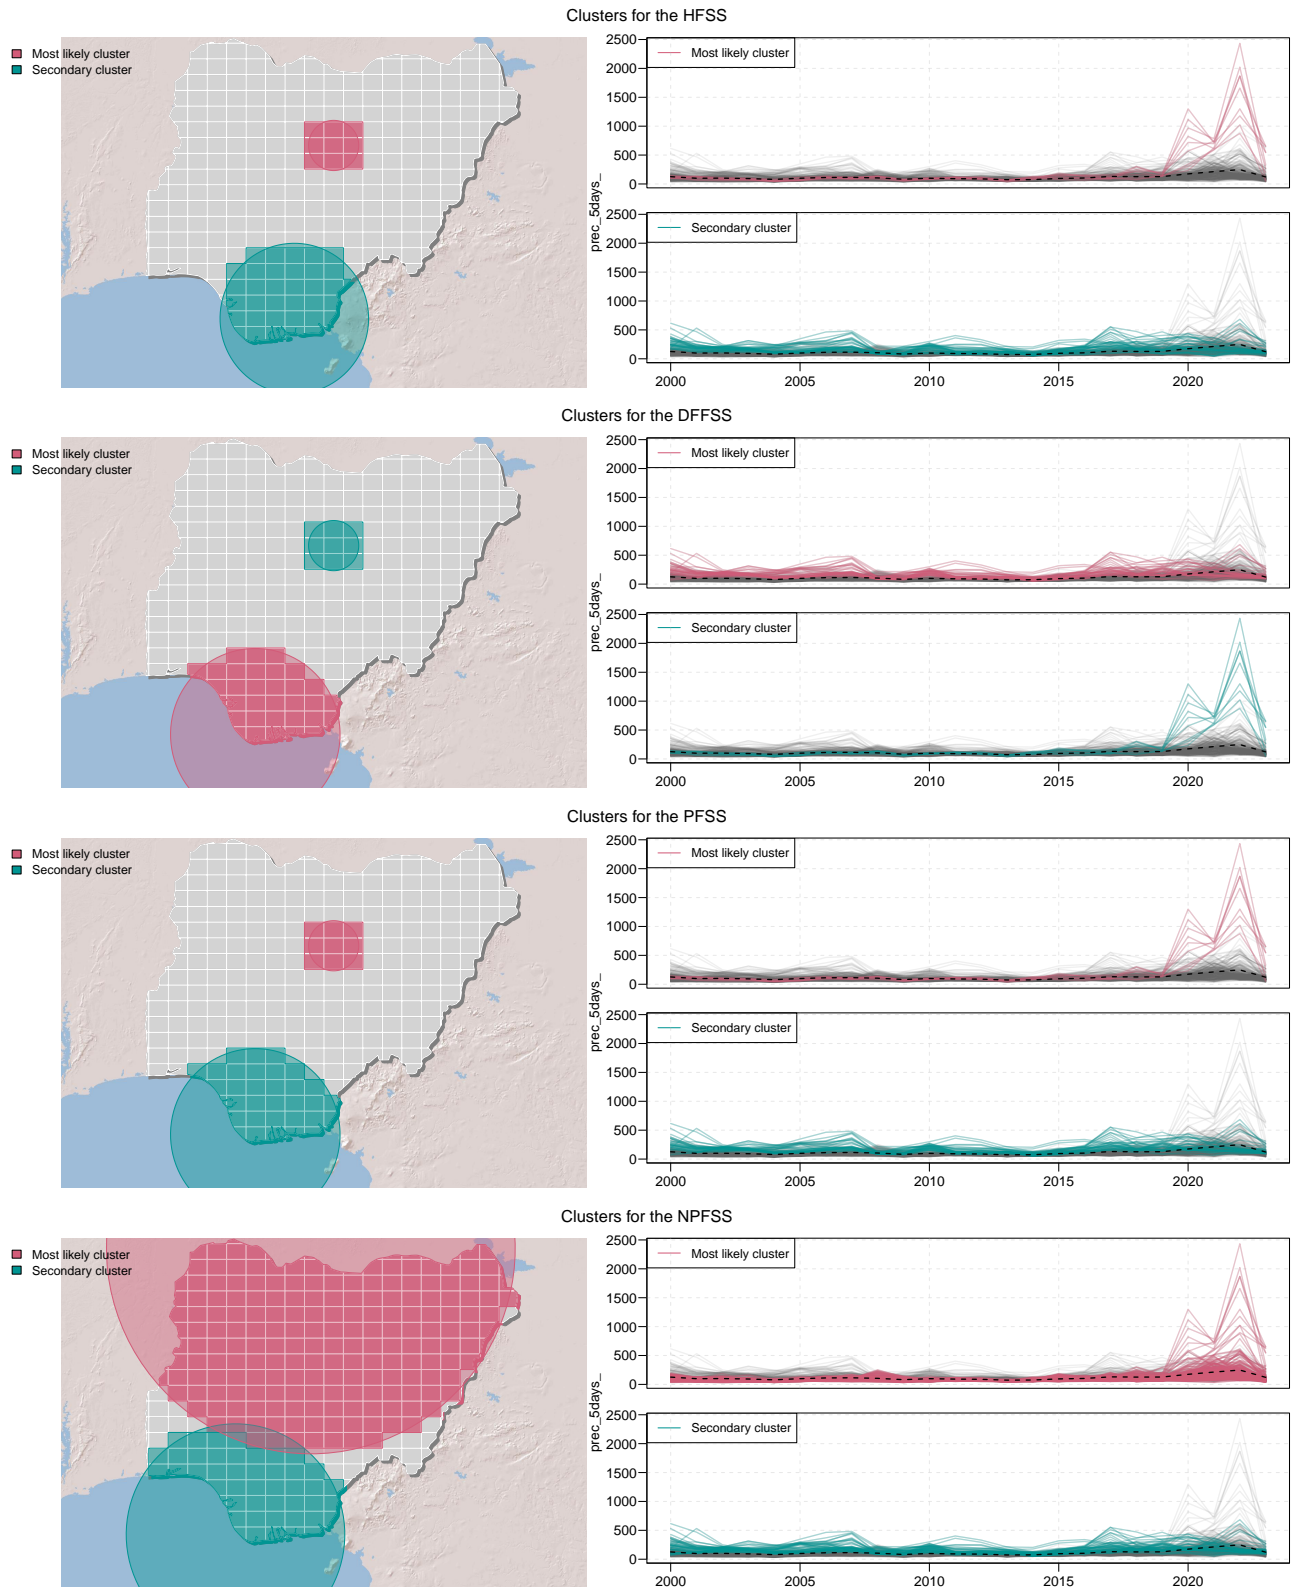 Clusters for the HFSS
Most likely cluster
Secondary cluster
prec_5days_
2500
2000
1500
1000
500
0
Most likely cluster
2500
2000
1500
1000
500
0
Secondary cluster
2000 2005 2010 2015 2020
Clusters for the DFFSS
Most likely cluster
Secondary cluster
prec_5days_
2500
2000
1500
1000
500
0
Most likely cluster
2500
2000
1500
1000
500
0
Secondary cluster
2000 2005 2010 2015 2020
Clusters for the PFSS
Most likely cluster
Secondary cluster
prec_5days_
2500
2000
1500
1000
500
0
Most likely cluster
2500
2000
1500
1000
500
0
Secondary cluster
2000 2005 2010 2015 2020
Clusters for the NPFSS
Most likely cluster
Secondary cluster
prec_5days_
2500
2000
1500
1000
500
0
Most likely cluster
2500
2000
1500
1000
500
0
Secondary cluster
2000 2005 2010 2015 2020